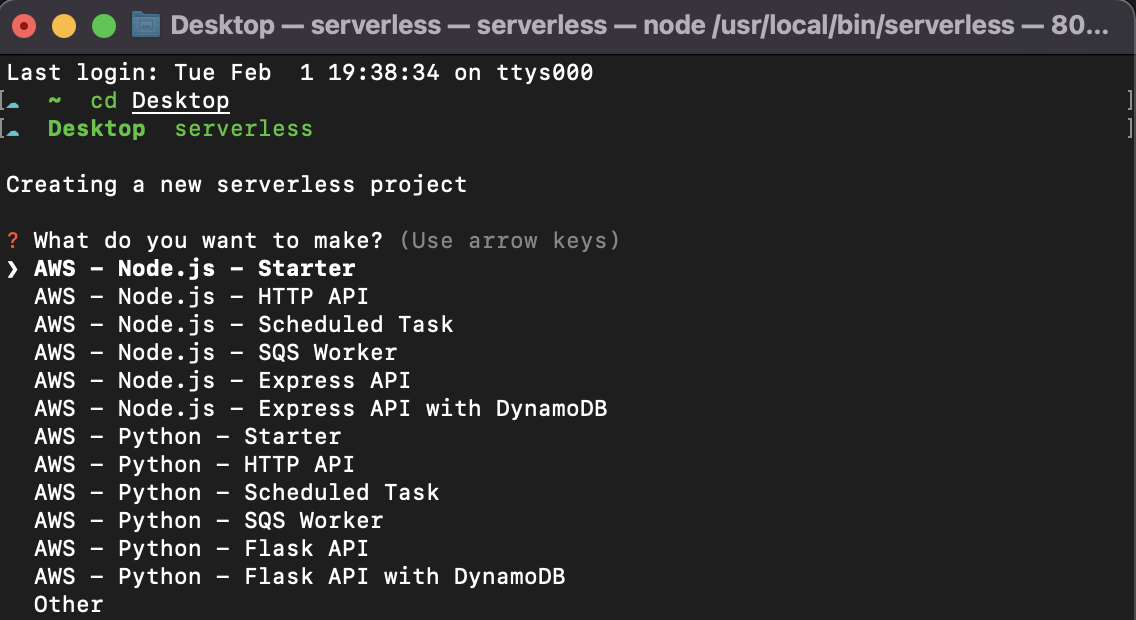 Desktop — serverless — serverless — node /usr/local/bin/serverless — 80...
Last login: Tue Feb  1 19:38:34 on ttys000
[☁  ~  cd Desktop ]
[☁  Desktop  serverless ]
Creating a new serverless project
? What do you want to make? (Use arrow keys)
❯ AWS - Node.js - Starter
AWS - Node.js - HTTP API
AWS - Node.js - Scheduled Task
AWS - Node.js - SQS Worker
AWS - Node.js - Express API
AWS - Node.js - Express API with DynamoDB
AWS - Python - Starter
AWS - Python - HTTP API
AWS - Python - Scheduled Task
AWS - Python - SQS Worker
AWS - Python - Flask API
AWS - Python - Flask API with DynamoDB
Other